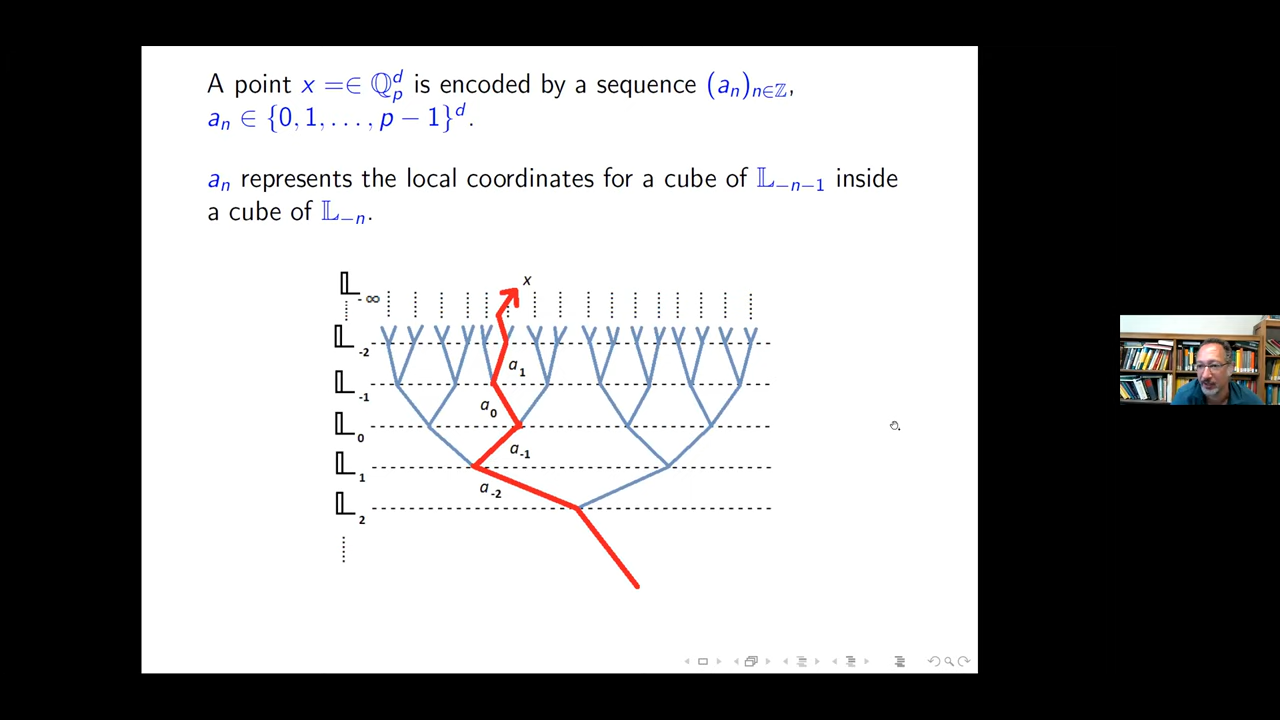 A point x =∈ ℚ_p^d is encoded by a sequence (a_n)_{n∈ℤ},
a_n ∈ {0, 1, . . . , p − 1}^d.
a_n represents the local coordinates for a cube of 𝕃_{−n−1} inside
a cube of 𝕃_{−n}.
x
𝕃_{-∞}
𝕃_{-2}
a_1
𝕃_{-1}
a_0
𝕃_0
a_{-1}
𝕃_1
a_{-2}
𝕃_2